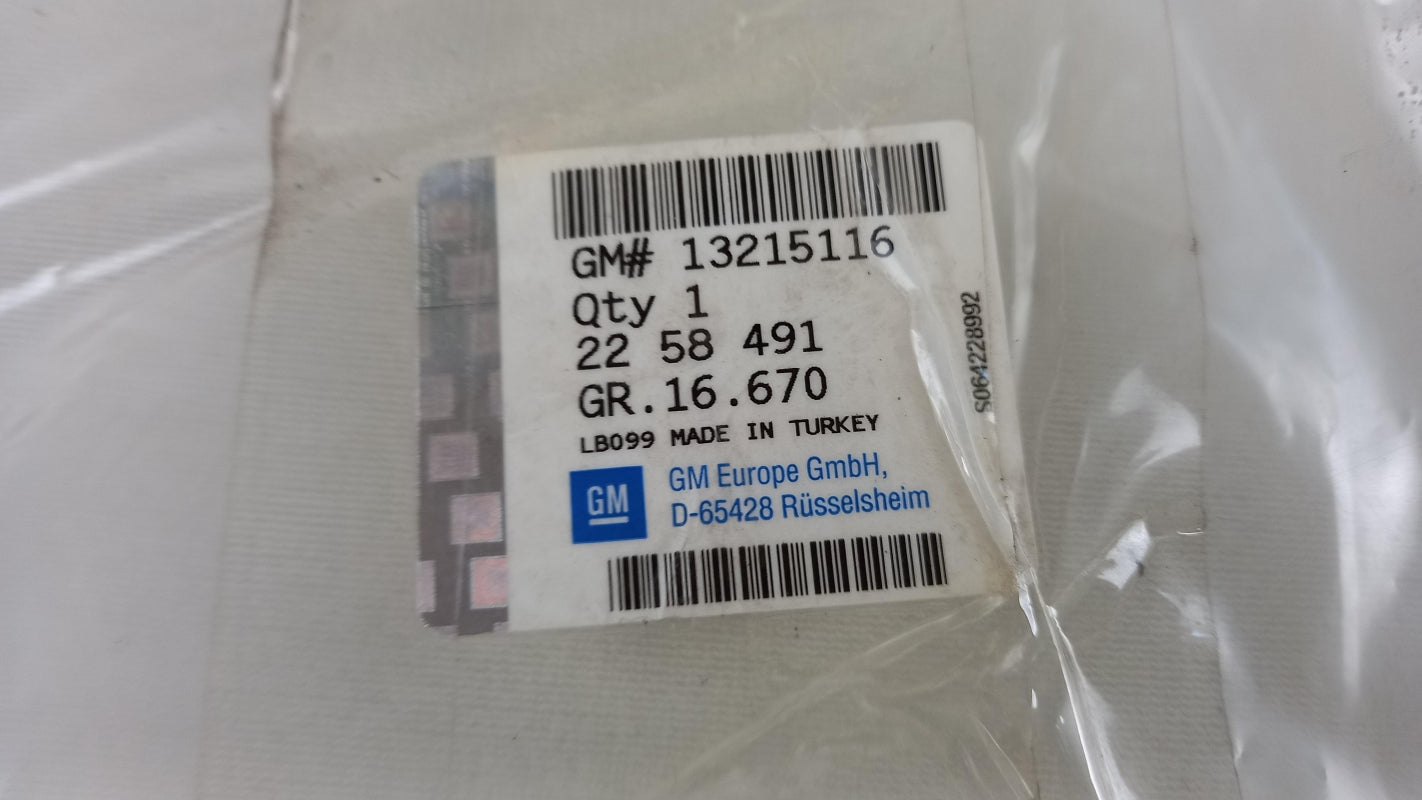 GM# 13215116
Qty 1
22 58 491
GR.16.670
LB099 MADE IN TURKEY
GM
GM Europe GmbH,
D-65428 Rüsselsheim
S064228992